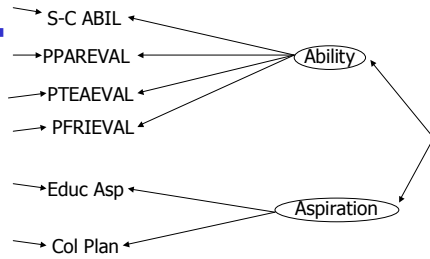 S-C ABIL
PPAREVAL
Ability
PTEAEVAL
PFRIEVAL
Educ Asp
Aspiration
Col Plan